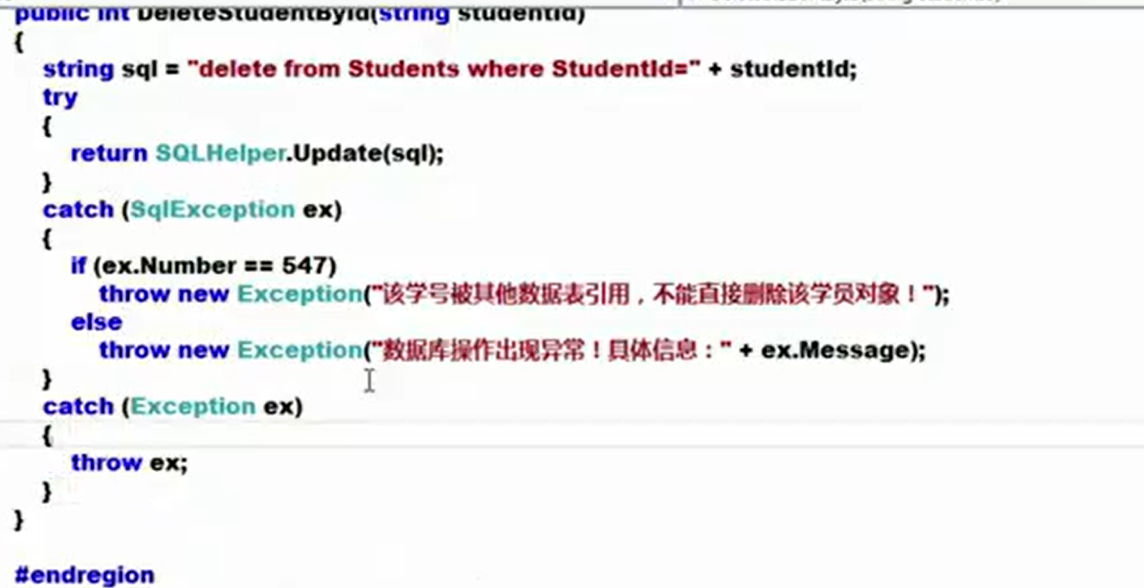 public int DeleteStudentById(string studentId)
{
string sql = "delete from Students where StudentId=" + studentId;
try
{
return SQLHelper.Update(sql);
}
catch (SqlException ex)
{
if (ex.Number == 547)
throw new Exception("该学号被其他数据表引用，不能直接删除该学员对象！");
else
throw new Exception("数据库操作出现异常！具体信息：" + ex.Message);
}
catch (Exception ex)
{
throw ex;
}
}
#endregion